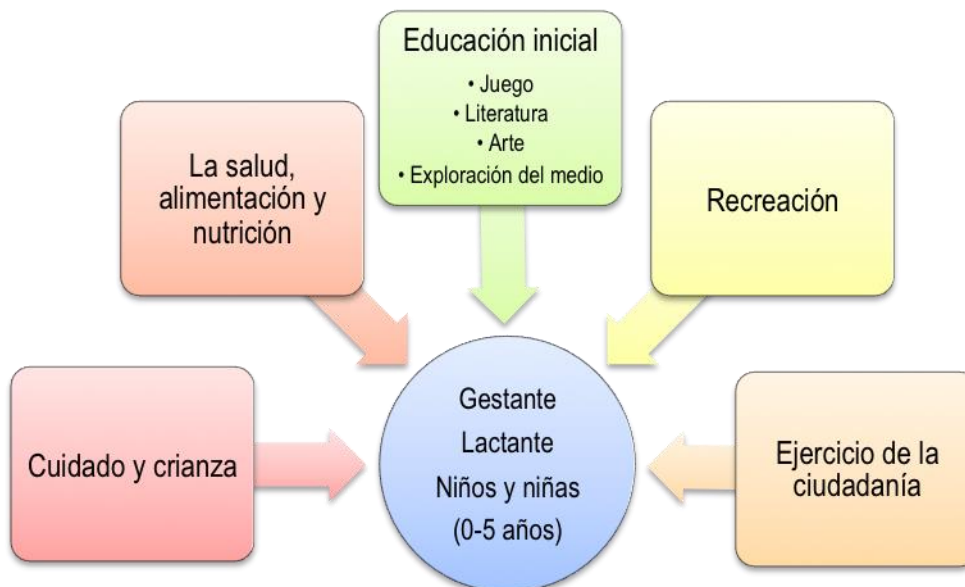 Educación inicial
• Juego
• Literatura
• Arte
• Exploración del medio
La salud,
alimentación y
nutrición
Recreación
Cuidado y crianza
Gestante
Lactante
Niños y niñas
(0-5 años)
Ejercicio de la
ciudadanía